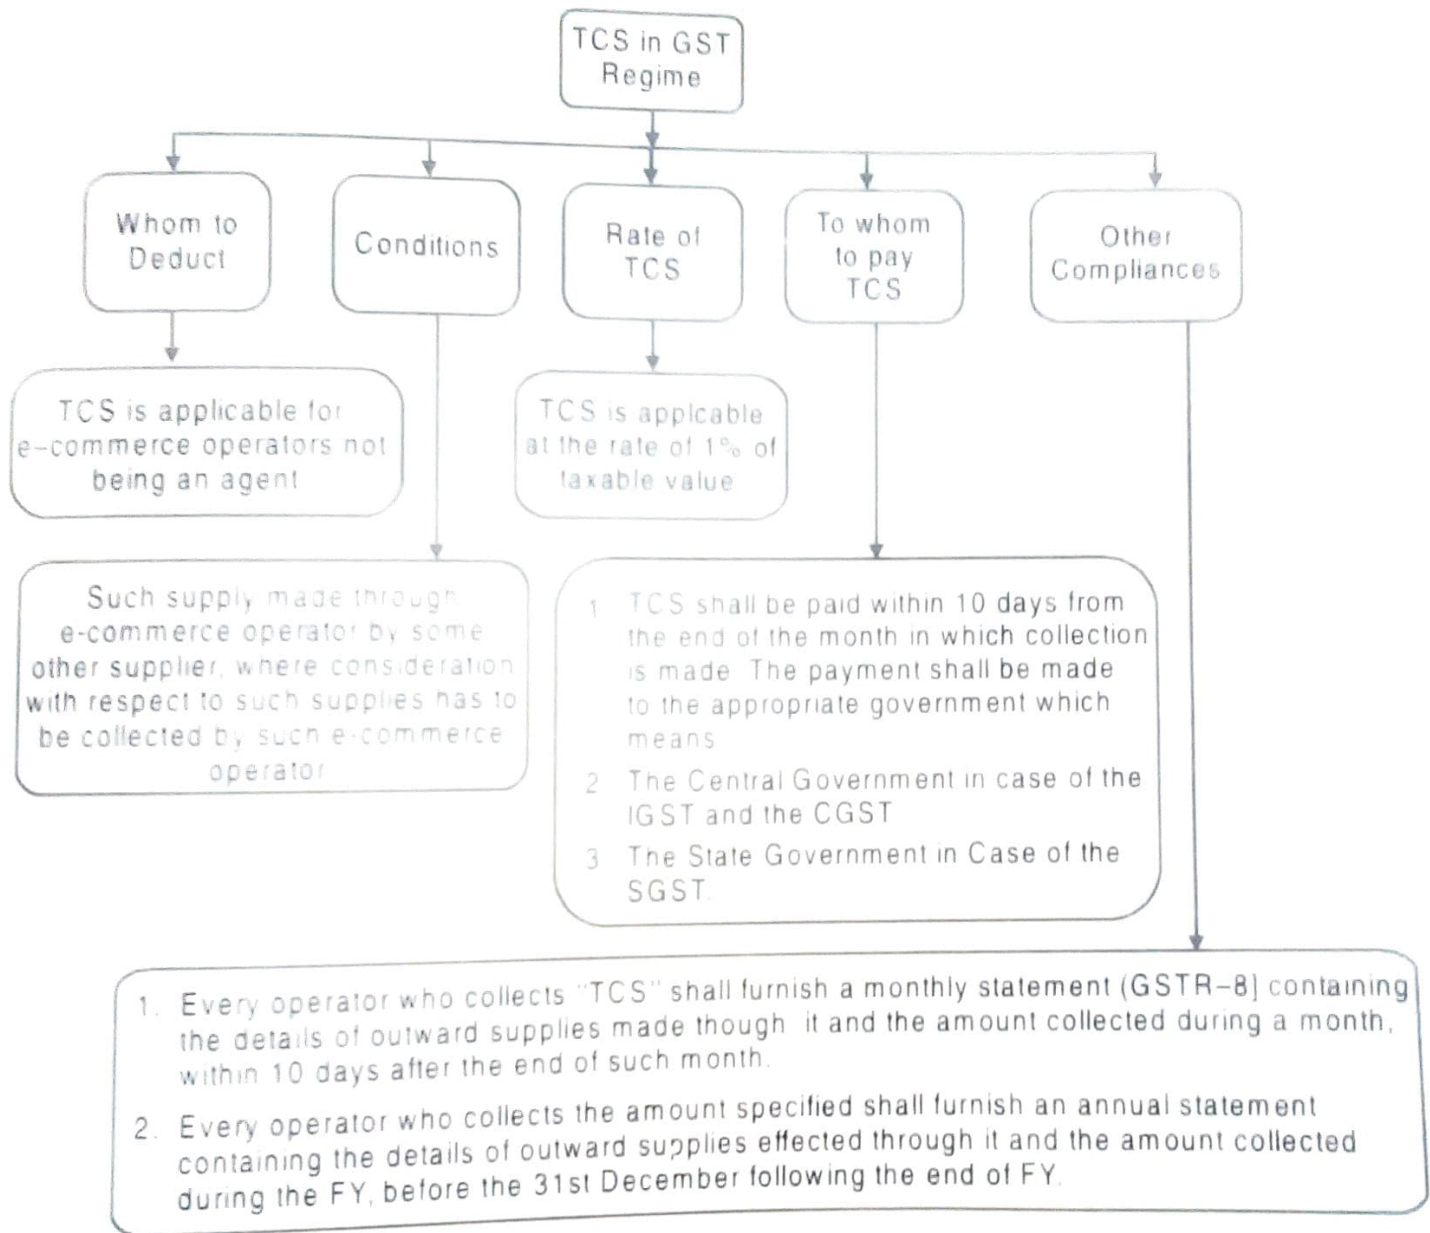 TCS in GST
Regime
Whom to
Deduct
Conditions
Rate of
TCS
To whom
to pay
TCS
Other
Compliances
TCS is applicable for
e-commerce operators not
being an agent
TCS is applcable
at the rate of 1% of
taxable value
Such supply made through
e-commerce operator by some
other supplier, where consideration
with respect to such supplies has to
be collected by such e-commerce
operator
1 TCS shall be paid within 10 days from
the end of the month in which collection
is made The payment shall be made
to the appropriate government which
means
2 The Central Government in case of the
IGST and the CGST
3 The State Government in Case of the
SGST.
1. Every operator who collects "TCS" shall furnish a monthly statement (GSTR-8] containing
the details of outward supplies made though it and the amount collected during a month,
within 10 days after the end of such month.
2. Every operator who collects the amount specified shall furnish an annual statement
containing the details of outward supplies effected through it and the amount collected
during the FY, before the 31st December following the end of FY.